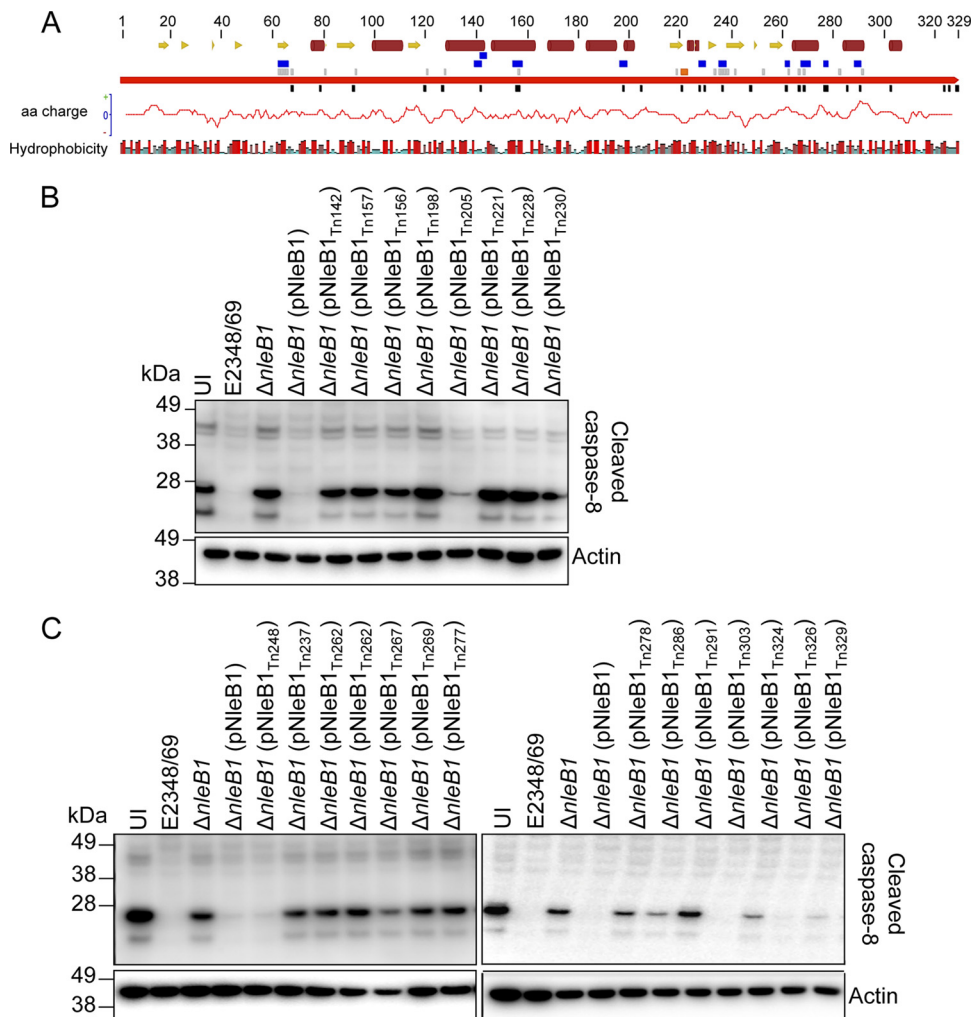 A
1 20 40 60 80 100 120 140 160 180 200 220 240 260 280 300 329
aa charge
+
0
-
Hydrophobicity
B
kDa
UI
E2348/69
ΔnleB1
ΔnleB1 (pNleB1)
ΔnleB1 (pNleB1Tn142)
ΔnleB1 (pNleB1Tn157)
ΔnleB1 (pNleB1Tn156)
ΔnleB1 (pNleB1Tn198)
ΔnleB1 (pNleB1Tn205)
ΔnleB1 (pNleB1Tn221)
ΔnleB1 (pNleB1Tn228)
ΔnleB1 (pNleB1Tn230)
49
38
28
Cleaved
caspase-8
49
38
Actin
C
kDa
UI
E2348/69
ΔnleB1
ΔnleB1 (pNleB1)
ΔnleB1 (pNleB1Tn248)
ΔnleB1 (pNleB1Tn237)
ΔnleB1 (pNleB1Tn262)
ΔnleB1 (pNleB1Tn262)
ΔnleB1 (pNleB1Tn267)
ΔnleB1 (pNleB1Tn269)
ΔnleB1 (pNleB1Tn277)
UI
E2348/69
ΔnleB1
ΔnleB1 (pNleB1)
ΔnleB1 (pNleB1Tn278)
ΔnleB1 (pNleB1Tn286)
ΔnleB1 (pNleB1Tn291)
ΔnleB1 (pNleB1Tn303)
ΔnleB1 (pNleB1Tn324)
ΔnleB1 (pNleB1Tn326)
ΔnleB1 (pNleB1Tn329)
49
38
28
Cleaved
caspase-8
49
38
Actin